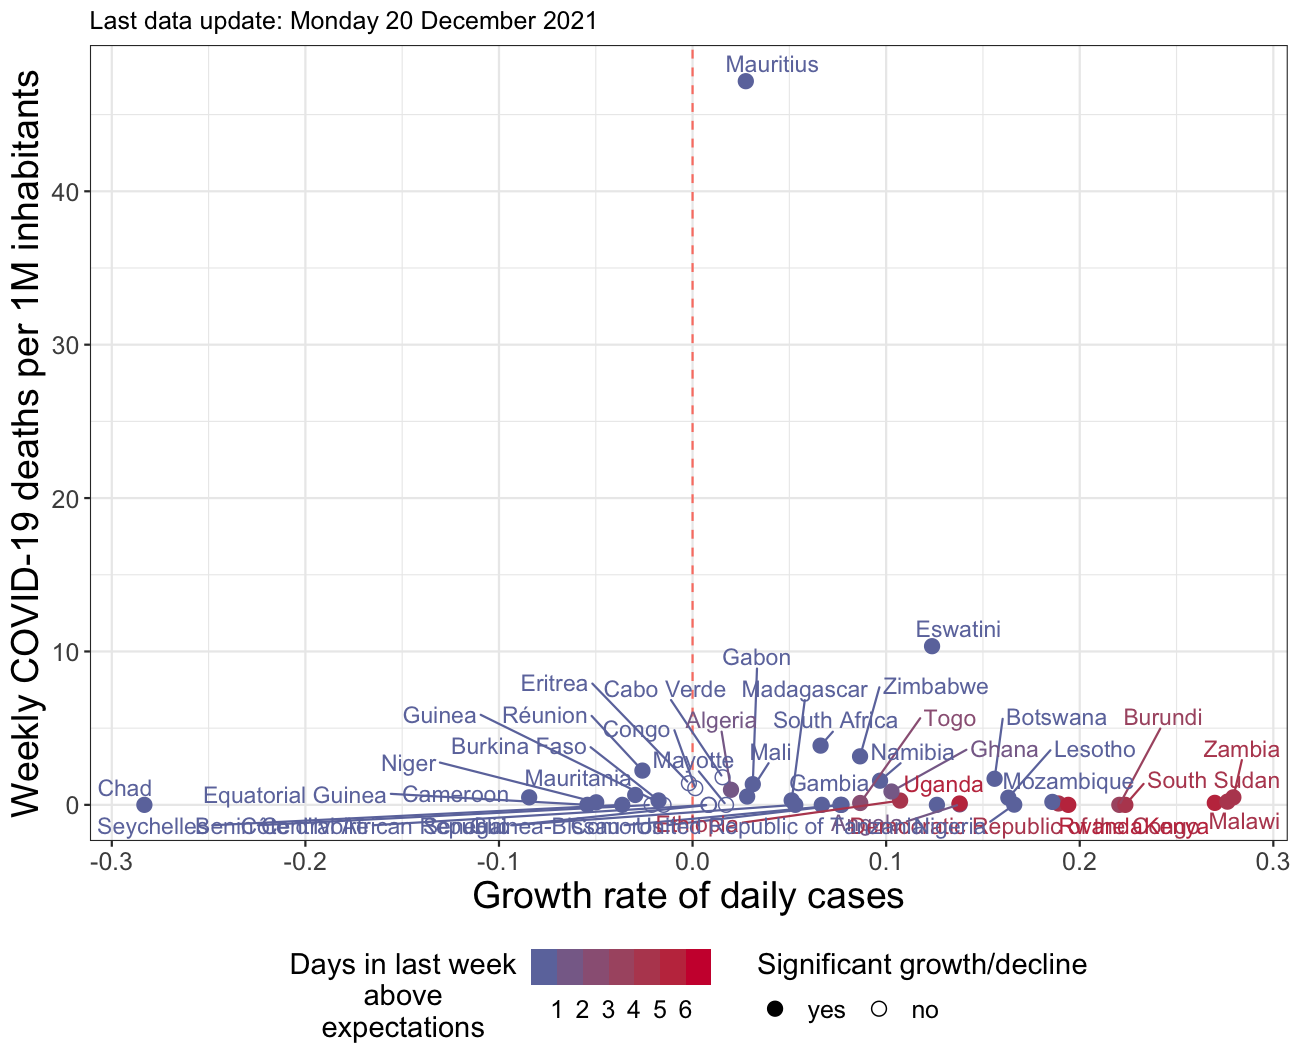 Last data update: Monday 20 December 2021
Weekly COVID-19 deaths per 1M inhabitants
40
30
20
10
0
Mauritius
Eswatini
Gabon
Eritrea
Cabo Verde
Madagascar
Zimbabwe
Guinea
Réunion
Congo
Algeria
South Africa
Togo
Botswana
Burundi
Burkina Faso
Mayotte
Mali
Namibia
Ghana
Lesotho
Zambia
Niger
Mauritania
Gambia
Uganda
Mozambique
South Sudan
Chad
Equatorial Guinea
Cameroon
Seychelles
Ethiopia
Malawi
-0.3
-0.2
-0.1
0.0
0.1
0.2
0.3
Growth rate of daily cases
Days in last week
above
expectations
1 2 3 4 5 6
Significant growth/decline
yes
no